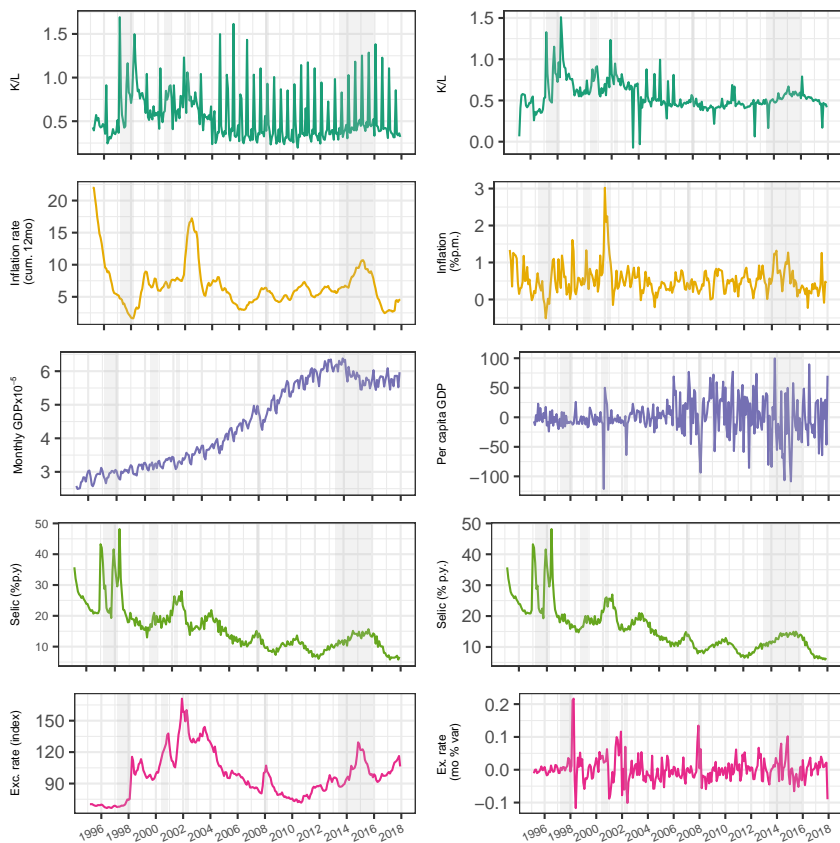 K/L
1.5
1.0
0.5
K/L
1.5
1.0
0.5
0.0
Inflation rate
(cum. 12mo)
20
15
10
5
Inflation
(%p.m.)
3
2
1
0
Monthly GDPx10⁻⁵
6
5
4
3
Per capita GDP
100
50
0
−50
−100
Selic (%p.y)
50
40
30
20
10
Selic (% p.y.)
50
40
30
20
10
Exc. rate (index)
150
120
90
Ex. rate
(mo % var)
0.2
0.1
0.0
−0.1
1996 1998 2000 2002 2004 2006 2008 2010 2012 2014 2016 2018
1996 1998 2000 2002 2004 2006 2008 2010 2012 2014 2016 2018